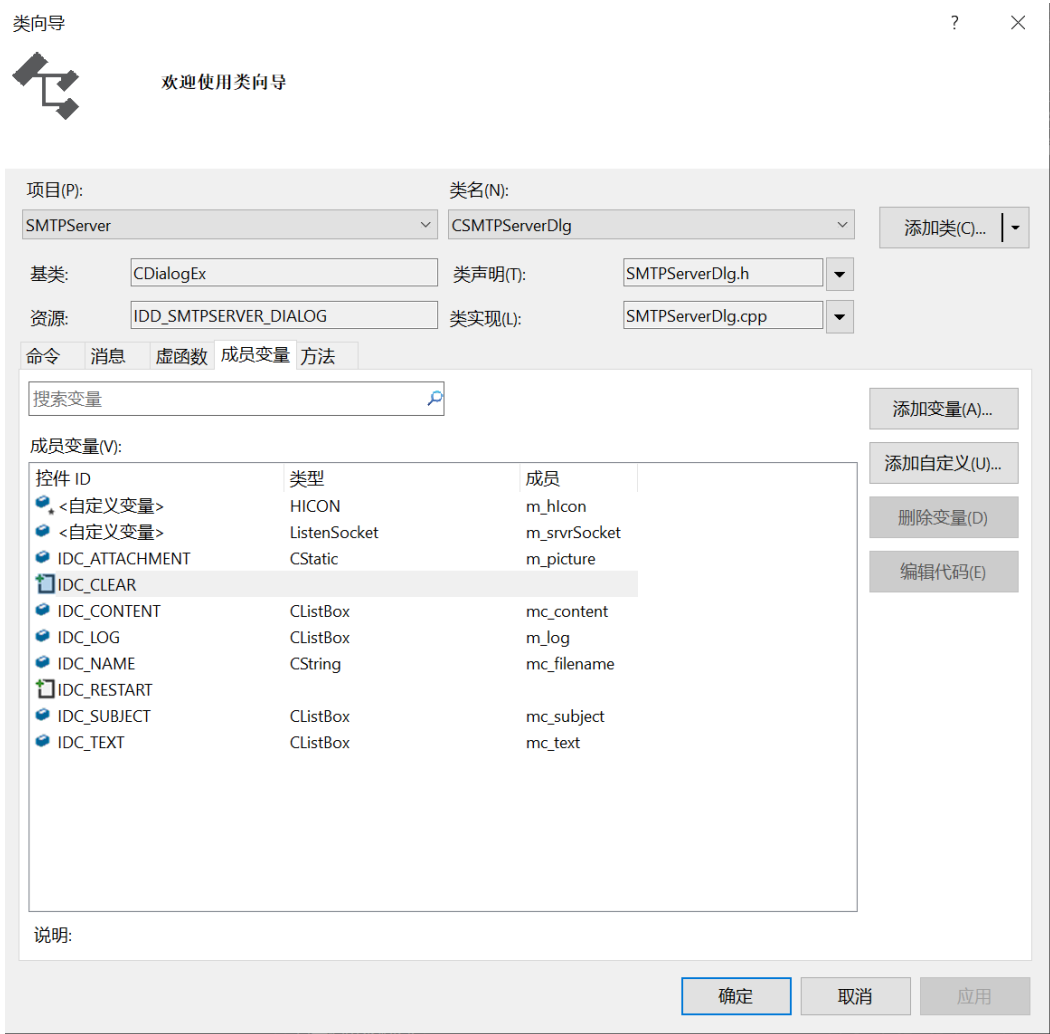 类向导
?
欢迎使用类向导
项目(P): 类名(N):
SMTPServer CSMTPServerDlg 添加类(C)...
基类: CDialogEx 类声明(T): SMTPServerDlg.h
资源: IDD_SMTPSERVER_DIALOG 类实现(L): SMTPServerDlg.cpp
命令 消息 虚函数 成员变量 方法
搜索变量 添加变量(A)...
成员变量(V):
添加自定义(U)...
控件 ID 类型 成员
<自定义变量> HICON m_hIcon
删除变量(D)
<自定义变量> ListenSocket m_srvrSocket
IDC_ATTACHMENT CStatic m_picture
编辑代码(E)
IDC_CLEAR
IDC_CONTENT CListBox mc_content
IDC_LOG CListBox m_log
IDC_NAME CString mc_filename
IDC_RESTART
IDC_SUBJECT CListBox mc_subject
IDC_TEXT CListBox mc_text
说明:
确定 取消 应用